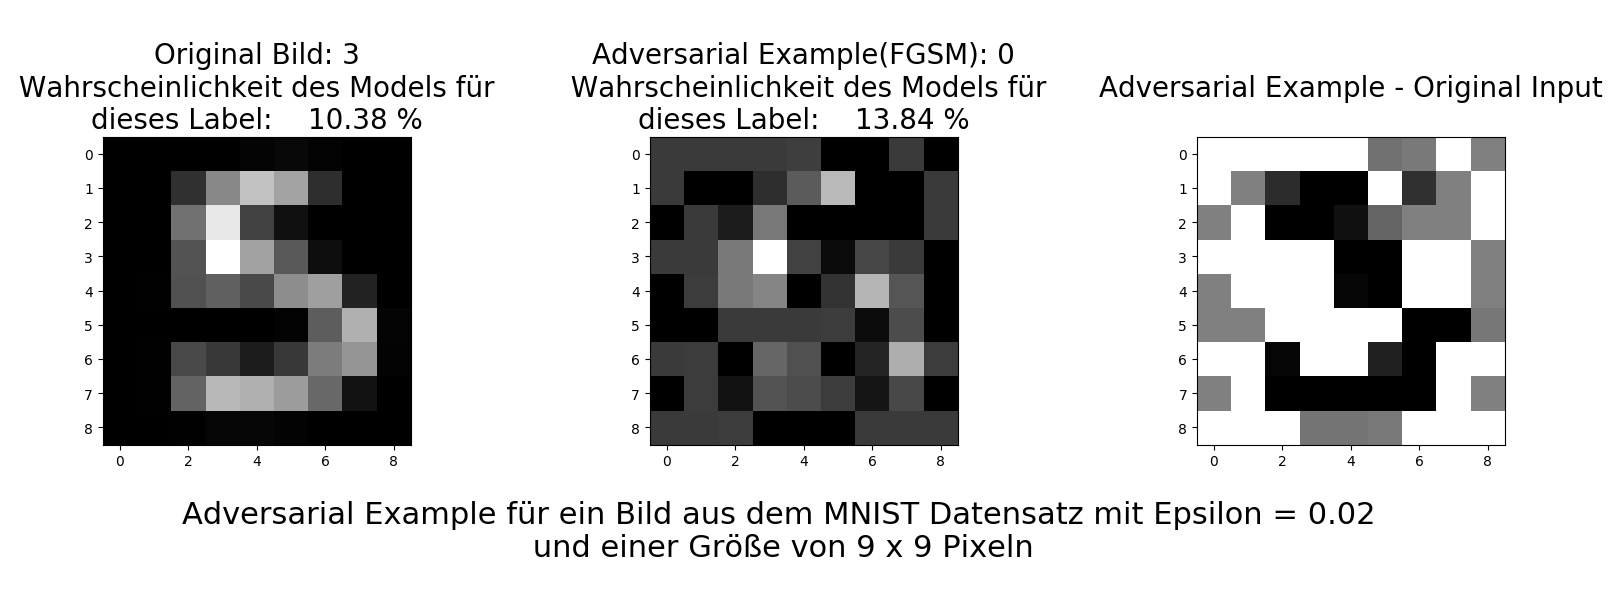 Original Bild: 3
Wahrscheinlichkeit des Models für
dieses Label: 10.38 %
Adversarial Example(FGSM): 0
Wahrscheinlichkeit des Models für
dieses Label: 13.84 %
Adversarial Example - Original Input
0
1
2
3
4
5
6
7
8
0 2 4 6 8
0
1
2
3
4
5
6
7
8
0 2 4 6 8
0
1
2
3
4
5
6
7
8
0 2 4 6 8
Adversarial Example für ein Bild aus dem MNIST Datensatz mit Epsilon = 0.02
und einer Größe von 9 x 9 Pixeln